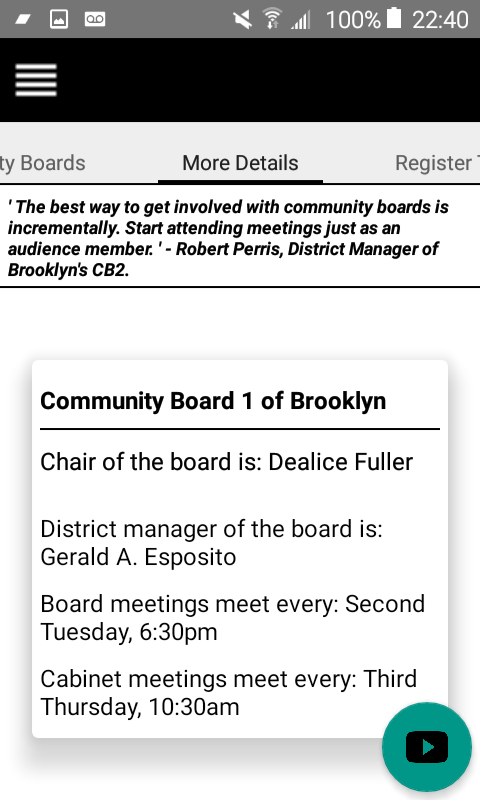 100% 22:40
ty Boards More Details Register
' The best way to get involved with community boards is
incrementally. Start attending meetings just as an
audience member. ' - Robert Perris, District Manager of
Brooklyn's CB2.
Community Board 1 of Brooklyn
Chair of the board is: Dealice Fuller
District manager of the board is:
Gerald A. Esposito
Board meetings meet every: Second
Tuesday, 6:30pm
Cabinet meetings meet every: Third
Thursday, 10:30am